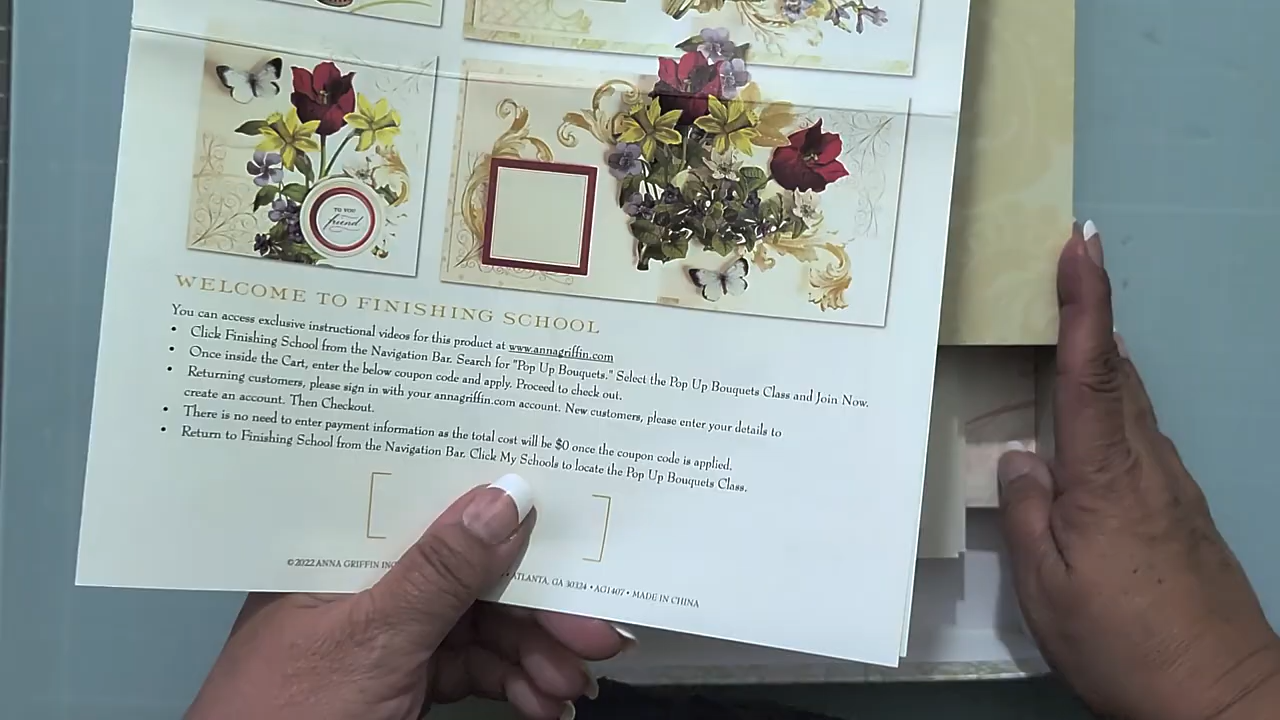 TO YOU
friend
WELCOME TO FINISHING SCHOOL
You can access exclusive instructional videos for this product at www.annagriffin.com
• Click Finishing School from the Navigation Bar. Search for "Pop Up Bouquets." Select the Pop Up Bouquets Class and Join Now.
• Once inside the Cart, enter the below coupon code and apply. Proceed to check out.
• Returning customers, please sign in with your annagriffin.com account. New customers, please enter your details to
create an account. Then Checkout.
• There is no need to enter payment information as the total cost will be $0 once the coupon code is applied.
• Return to Finishing School from the Navigation Bar. Click My Schools to locate the Pop Up Bouquets Class.
©2022 ANNA GRIFFIN INC ATLANTA, GA 30324 • AG1407 • MADE IN CHINA